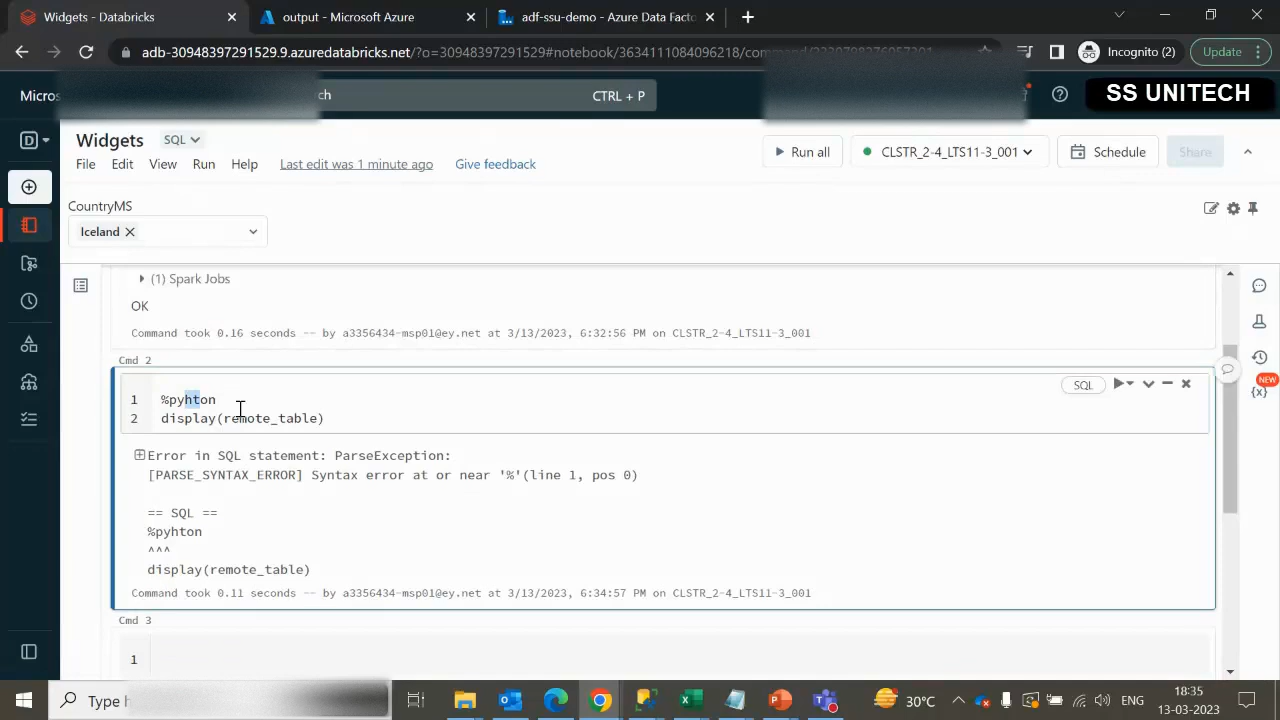 Widgets - Databricks
output - Microsoft Azure
adf-ssu-demo - Azure Data Facto
Incognito (2)
Update
CTRL + P
SS UNITECH
Widgets SQL
File Edit View Run Help Last edit was 1 minute ago Give feedback
Run all
CLSTR_2-4_LTS11-3_001
Schedule
Share
CountryMS
Iceland
(1) Spark Jobs
OK
Command took 0.16 seconds -- by a3356434-msp01@ey.net at 3/13/2023, 6:32:56 PM on CLSTR_2-4_LTS11-3_001
Cmd 2
SQL
1 %pyhton
2 display(remote_table)
Error in SQL statement: ParseException:
[PARSE_SYNTAX_ERROR] Syntax error at or near '%'(line 1, pos 0)
== SQL ==
%pyhton
^^^
display(remote_table)
Command took 0.11 seconds -- by a3356434-msp01@ey.net at 3/13/2023, 6:34:57 PM on CLSTR_2-4_LTS11-3_001
Cmd 3
1
NEW
{x}
Type
30°C
ENG
18:35
13-03-2023